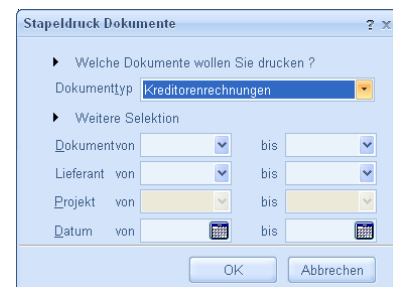 Stapeldruck Dokumente ? x
Welche Dokumente wollen Sie drucken ?
Dokumenttyp Kreditorenrechnungen
Weitere Selektion
Dokumentvon bis
Lieferant von bis
Projekt von bis
Datum von bis
OK Abbrechen